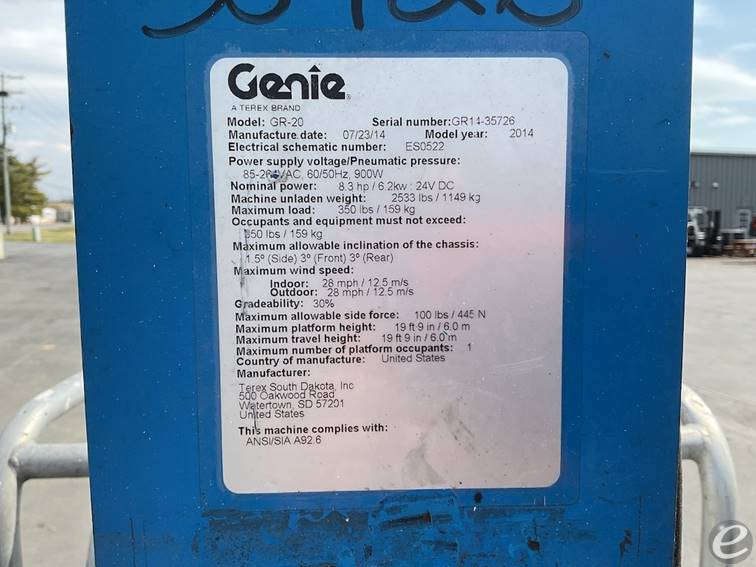 Genie
A TEREX BRAND
Model: GR-20 Serial number:GR14-35726
Manufacture date: 07/23/14 Model year: 2014
Electrical schematic number: ES0522
Power supply voltage/Pneumatic pressure:
60/50Hz, 900W
Nominal power: 8.3 hp / 6.2kw : 24V DC
Machine unladen weight: 2533 lbs / 1149 kg
Maximum load: 350 lbs / 159 kg
Occupants and equipment must not exceed:
350 lbs / 159 kg
Maximum allowable inclination of the chassis:
1.5º (Side) 3º (Front) 3º (Rear)
Maximum wind speed:
Indoor: 28 mph / 12.5 m/s
Outdoor: 28 mph / 12.5 m/s
Gradeability: 30%
Maximum allowable side force: 100 lbs / 445 N
Maximum platform height: 19 ft 9 in / 6.0 m
Maximum travel height: 19 ft 9 in / 6.0 m
Maximum number of platform occupants: 1
Country of manufacture: United States
Manufacturer:
Terex South Dakota, Inc
500 Oakwood Road
Watertown, SD 57201
United States
This machine complies with:
ANSI/SIA A92.6
e